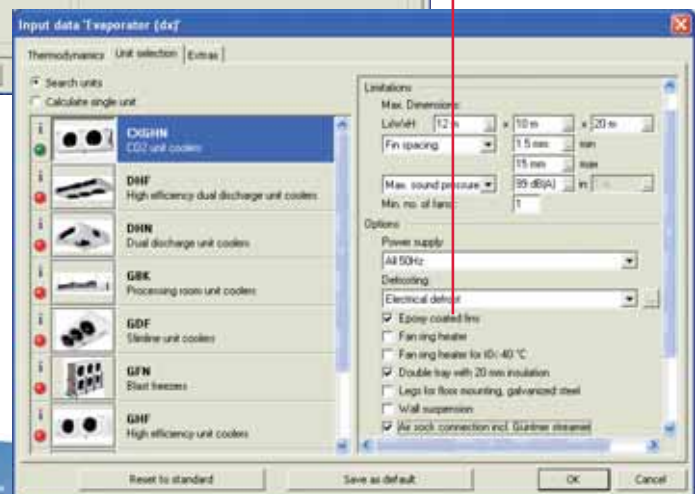 Input data 'Evaporator (dx)'
Thermodynamics Unit selection Extras
Search units
Calculate single unit
CXGHN
CO2 unit coolers
DHF
High efficiency dual discharge unit coolers
DHN
Dual discharge unit coolers
GBK
Processing room unit coolers
GDF
Slimline unit coolers
GFN
Blast freezers
GHF
High efficiency unit coolers
Limitations
Max. Dimensions
LxWxH 12 m x 10 m x 20 m
Fin spacing 1.5 mm min
15 mm max
Max. sound pressure 99 dB(A) in
Min. no. of fans: 1
Options
Power supply
All 50Hz
Defrosting
Electrical defrost ...
Epoxy coated fins
Fan ring heater
Fan ring heater for t0<-40 °C
Double tray with 20 mm insulation
Legs for floor mounting, galvanized steel
Wall suspension
Air sock connection incl. Güntner streamer
Reset to standard Save as default OK Cancel